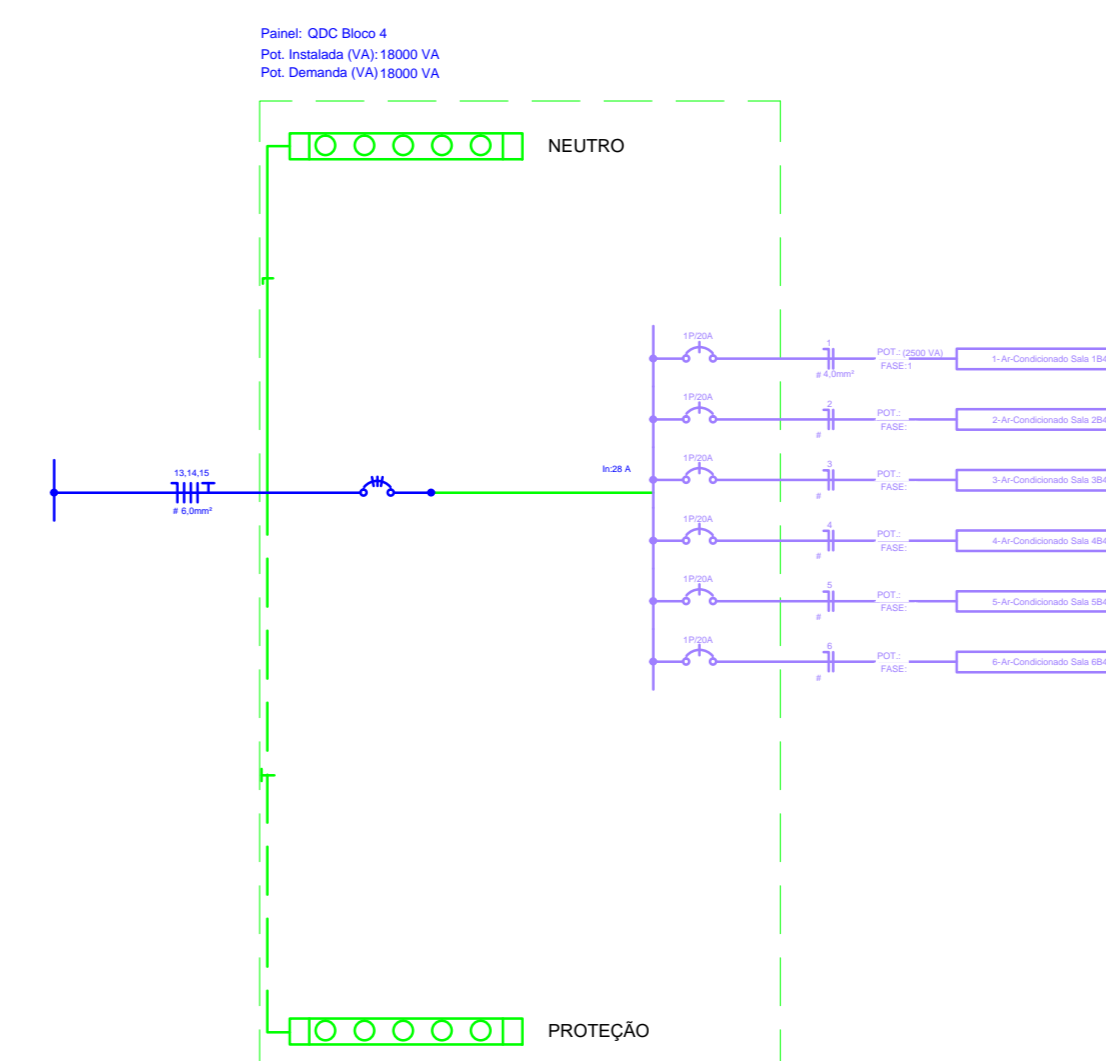 Painel: QDC Bloco 4
Pot. Instalada (VA): 18000 VA
Pot. Demanda (VA) 18000 VA
NEUTRO
1P/20A
1
# 4,0mm²
POT.: (2500 VA)
FASE:1
1- Ar-Condicionado Sala 1B4
1P/20A
2
#
POT.:
FASE:
2-Ar-Condicionado Sala 2B4
1P/20A
3
#
POT.:
FASE:
3-Ar-Condicionado Sala 3B4
13,14,15
# 6,0mm²
In:28 A
1P/20A
4
#
POT.:
FASE:
4-Ar-Condicionado Sala 4B4
1P/20A
5
#
POT.:
FASE:
5-Ar-Condicionado Sala 5B4
1P/20A
6
#
POT.:
FASE:
6-Ar-Condicionado Sala 6B4
PROTEÇÃO